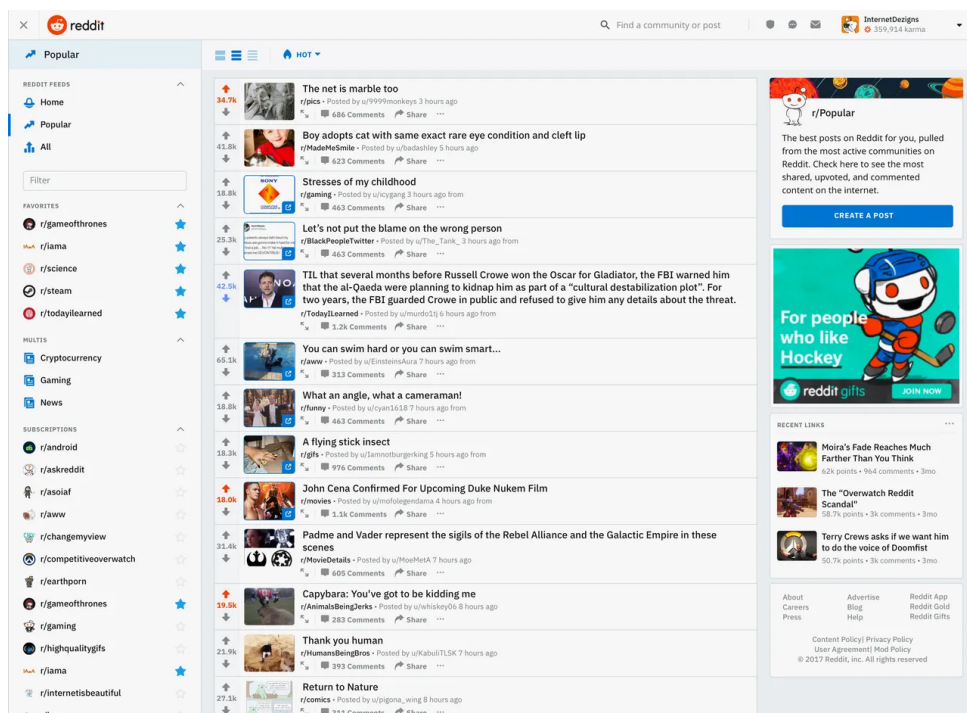 reddit
Find a community or post
InternetDezigns
359,914 karma
Popular
HOT
REDDIT FEEDS
Home
Popular
All
Filter
FAVORITES
r/gameofthrones
r/iama
r/science
r/steam
r/todayilearned
MULTIS
Cryptocurrency
Gaming
News
SUBSCRIPTIONS
r/android
r/askreddit
r/asoiaf
r/aww
r/changemyview
r/competitiveoverwatch
r/earthporn
r/gameofthrones
r/gaming
r/highqualitygifs
r/iama
r/internetisbeautiful
34.7k
The net is marble too
r/pics • Posted by u/9999monkeys 3 hours ago
686 Comments Share
41.8k
Boy adopts cat with same exact rare eye condition and cleft lip
r/MadeMeSmile • Posted by u/badashley 5 hours ago
623 Comments Share
18.8k
SONY
Stresses of my childhood
r/gaming • Posted by u/icygang 3 hours ago from
463 Comments Share
25.3k
Let's not put the blame on the wrong person
r/BlackPeopleTwitter • Posted by u/The_Tank_ 3 hours ago from
463 Comments Share
42.5k
TIL that several months before Russell Crowe won the Oscar for Gladiator, the FBI warned him
that the al-Qaeda were planning to kidnap him as part of a “cultural destabilization plot”. For
two years, the FBI guarded Crowe in public and refused to give him any details about the threat.
r/TodayILearned • Posted by u/murdo1tj 6 hours ago from
1.2k Comments Share
65.1k
You can swim hard or you can swim smart...
r/aww • Posted by u/EinsteinsAura 7 hours ago from
313 Comments Share
18.8k
What an angle, what a cameraman!
r/funny • Posted by u/cyan1618 7 hours ago from
463 Comments Share
18.3k
A flying stick insect
r/gifs • Posted by u/Iamnotburgerking 5 hours ago from
976 Comments Share
18.0k
John Cena Confirmed For Upcoming Duke Nukem Film
r/movies • Posted by u/mofolegendama 4 hours ago from
1.1k Comments Share
31.4k
Padme and Vader represent the sigils of the Rebel Alliance and the Galactic Empire in these
scenes
r/MovieDetails • Posted by u/MoeMetA 7 hours ago
605 Comments Share
19.5k
Capybara: You've got to be kidding me
r/AnimalsBeingJerks • Posted by u/whiskey06 8 hours ago
283 Comments Share
21.9k
Thank you human
r/HumansBeingBros • Posted by u/KabuliTLSK 7 hours ago
393 Comments Share
27.1k
Return to Nature
r/comics • Posted by u/pigona_wing 8 hours ago
311 Comments Share
r/Popular
The best posts on Reddit for you, pulled
from the most active communities on
Reddit. Check here to see the most
shared, upvoted, and commented
content on the internet.
CREATE A POST
For people
who like
Hockey
reddit gifts
JOIN NOW
RECENT LINKS
Moira's Fade Reaches Much
Farther Than You Think
62k points • 964 comments • 3mo
The "Overwatch Reddit
Scandal"
58.7k points • 3k comments • 3mo
Terry Crews asks if we want him
to do the voice of Doomfist
50.7k points • 3k comments • 3mo
About Advertise Reddit App
Careers Blog Reddit Gold
Press Help Reddit Gifts
Content Policy| Privacy Policy
User Agreement| Mod Policy
© 2017 Reddit, inc. All rights reserved